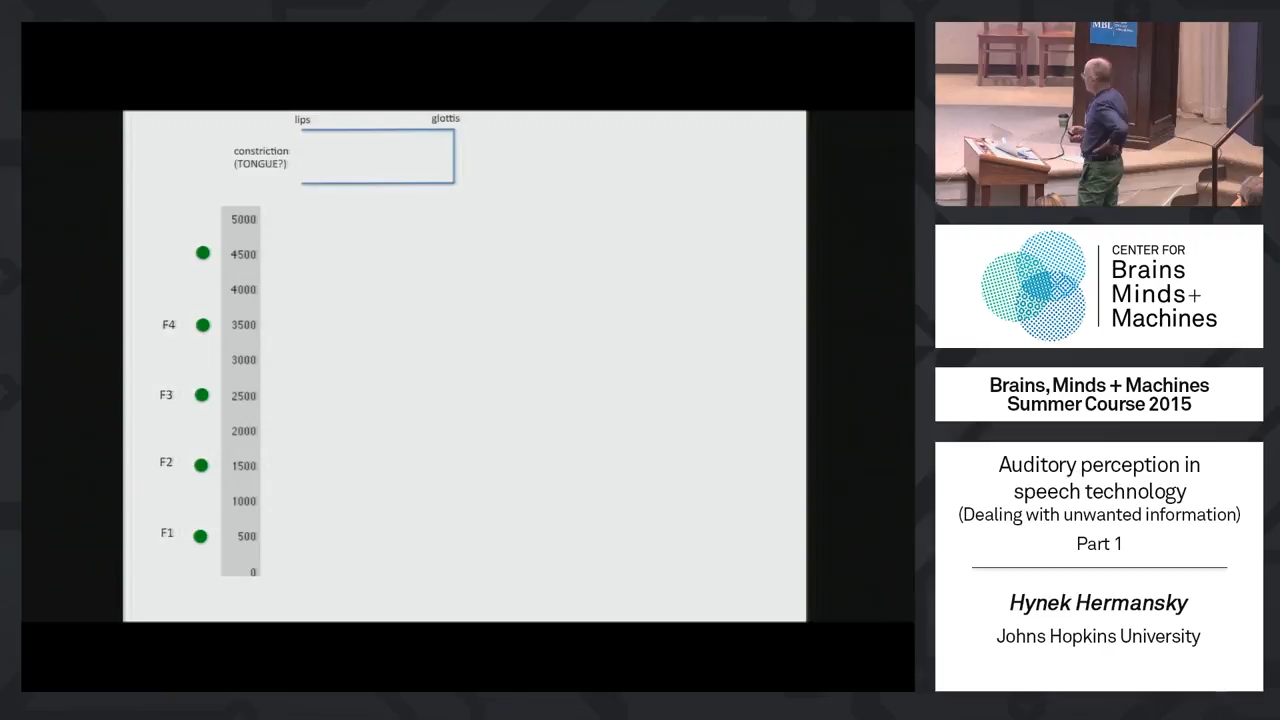 lips
glottis
constriction
(TONGUE?)
5000
4500
4000
F4
3500
3000
F3
2500
2000
F2
1500
1000
F1
500
0
MBL
CENTER FOR
Brains
Minds+
Machines
Brains, Minds + Machines
Summer Course 2015
Auditory perception in
speech technology
(Dealing with unwanted information)
Part 1
Hynek Hermansky
Johns Hopkins University